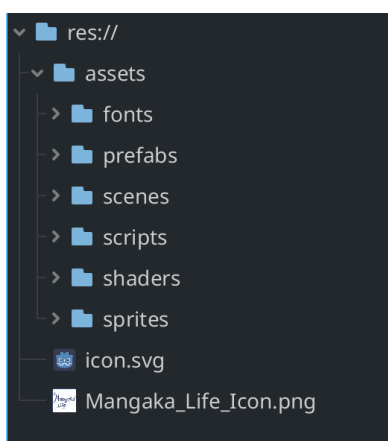 res://
assets
fonts
prefabs
scenes
scripts
shaders
sprites
icon.svg
Mangaka_Life_Icon.png